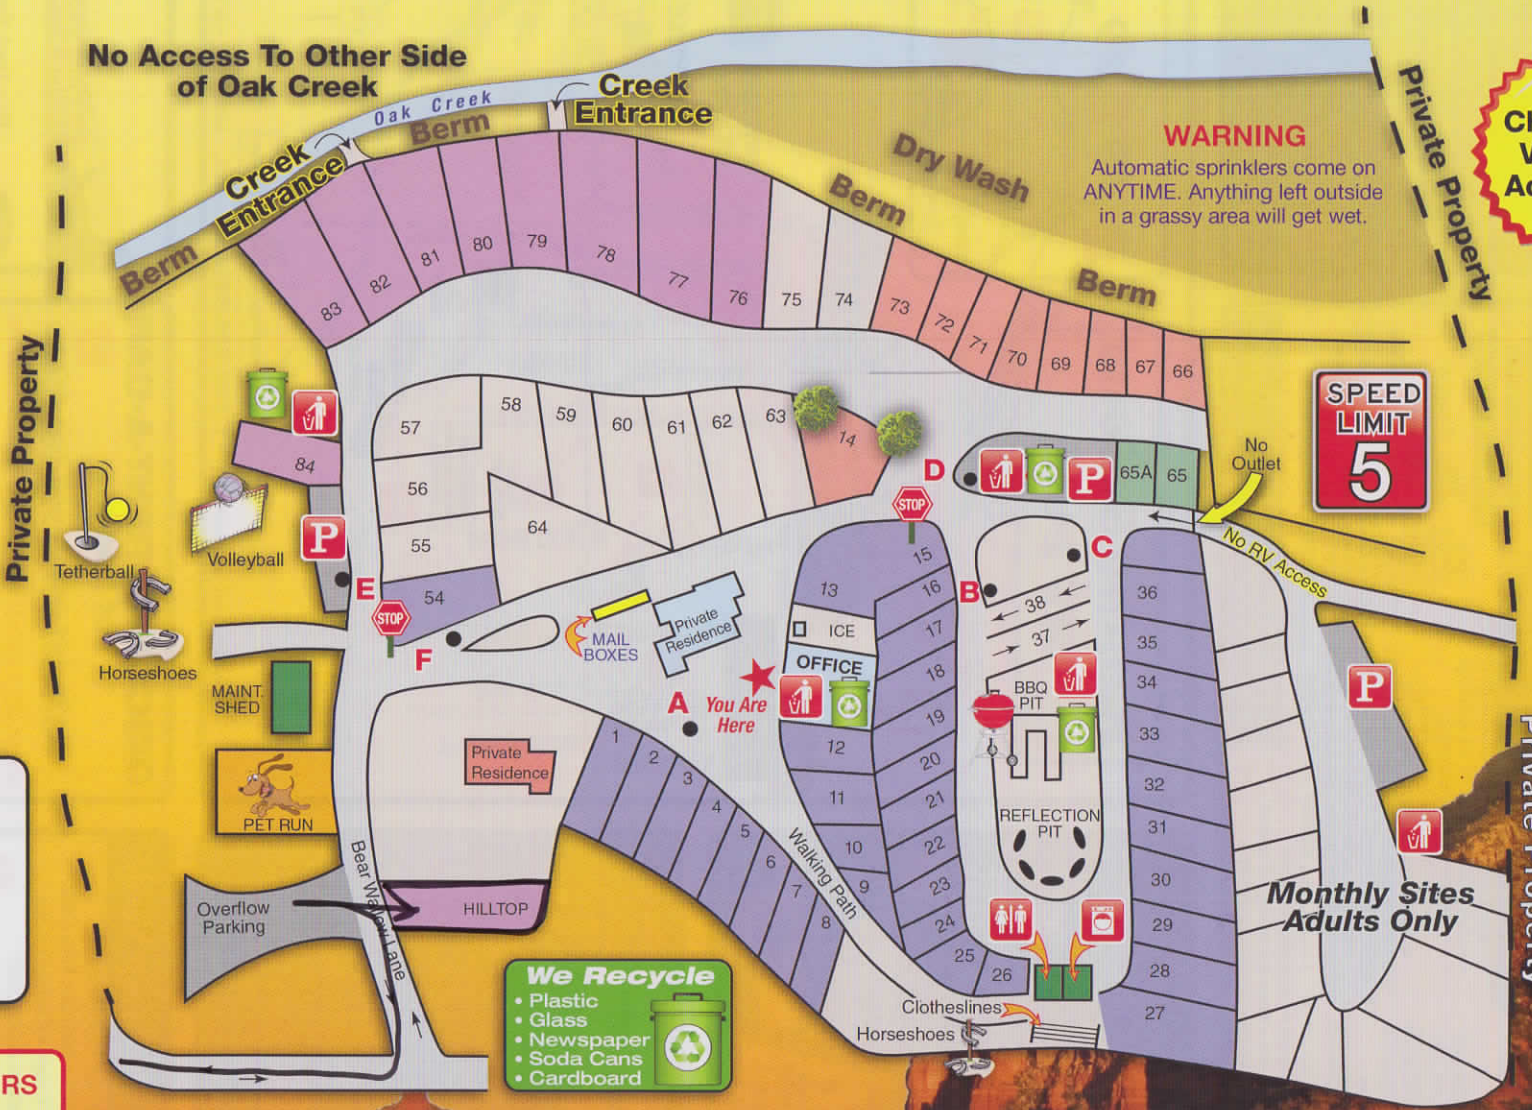 No Access To Other Side
of Oak Creek
Oak Creek
Creek
Entrance
Creek
Entrance
Berm
Berm
Berm
Berm
Dry Wash
WARNING
Automatic sprinklers come on
ANYTIME. Anything left outside
in a grassy area will get wet.
Private Property
Private Property
Private Property
83
82
81
80
79
78
77
76
75
74
73
72
71
70
69
68
67
66
SPEED
LIMIT
5
No
Outlet
No RV Access
84
P
Volleyball
Tetherball
Horseshoes
57
58
59
60
61
62
63
14
56
55
54
64
D
P
65A
65
STOP
E
STOP
F
MAIL
BOXES
Private
Residence
A
You Are
Here
13
ICE
OFFICE
12
11
10
9
15
16
17
18
19
20
21
22
23
24
25
26
B
C
38
37
BBQ
PIT
REFLECTION
PIT
36
35
34
33
32
31
30
29
28
27
P
Monthly Sites
Adults Only
MAINT.
SHED
PET RUN
Private
Residence
1
2
3
4
5
6
7
8
Walking Path
Bear Wallow Lane
Overflow
Parking
HILLTOP
We Recycle
• Plastic
• Glass
• Newspaper
• Soda Cans
• Cardboard
Clotheslines
Horseshoes
RS
Private Property